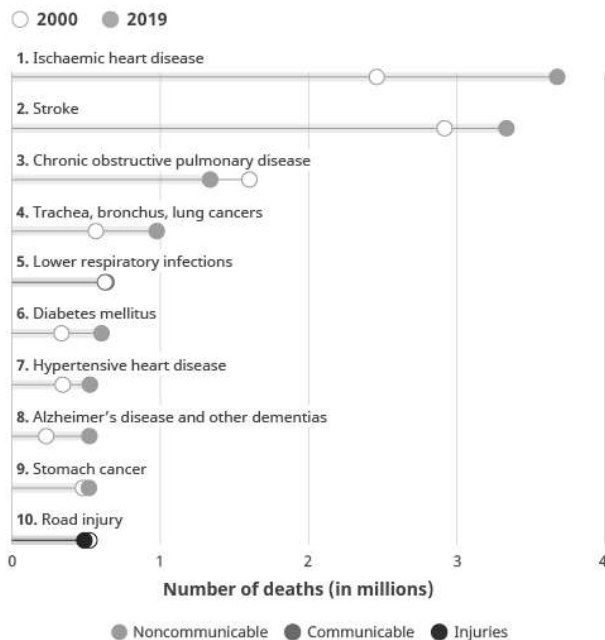 2000 2019
1. Ischaemic heart disease
2. Stroke
3. Chronic obstructive pulmonary disease
4. Trachea, bronchus, lung cancers
5. Lower respiratory infections
6. Diabetes mellitus
7. Hypertensive heart disease
8. Alzheimer's disease and other dementias
9. Stomach cancer
10. Road injury
0 1 2 3 4
Number of deaths (in millions)
Noncommunicable Communicable Injuries